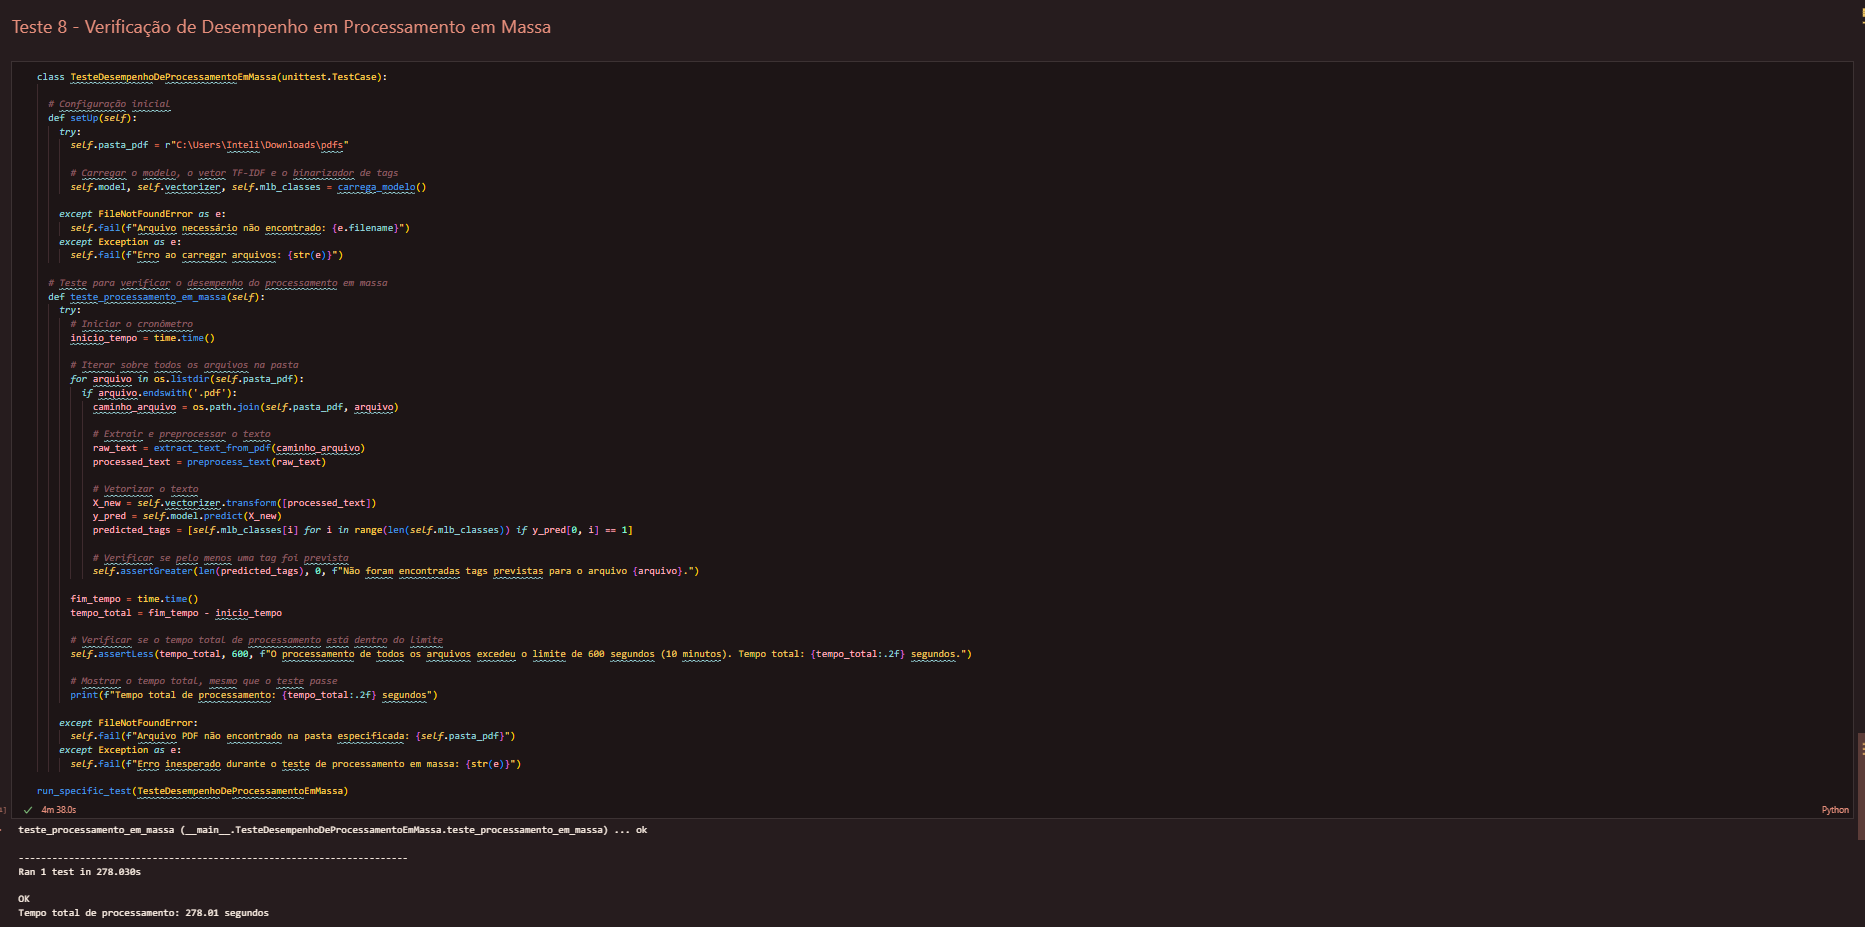 Teste 8 - Verificação de Desempenho em Processamento em Massa
class TesteDesempenhoDeProcessamentoEmMassa(unittest.TestCase):
# Configuração inicial
def setUp(self):
try:
self.pasta_pdf = r"C:\Users\Inteli\Downloads\pdfs"
# Carregar o modelo, o vetor TF-IDF e o binarizador de tags
self.model, self.vectorizer, self.mlb_classes = carrega_modelo()
except FileNotFoundError as e:
self.fail(f"Arquivo necessário não encontrado: {e.filename}")
except Exception as e:
self.fail(f"Erro ao carregar arquivos: {str(e)}")
# Teste para verificar o desempenho do processamento em massa
def teste_processamento_em_massa(self):
try:
# Iniciar o cronômetro
inicio_tempo = time.time()
# Iterar sobre todos os arquivos na pasta
for arquivo in os.listdir(self.pasta_pdf):
if arquivo.endswith('.pdf'):
caminho_arquivo = os.path.join(self.pasta_pdf, arquivo)
# Extrair e preprocessar o texto
raw_text = extract_text_from_pdf(caminho_arquivo)
processed_text = preprocess_text(raw_text)
# Vetorizar o texto
X_new = self.vectorizer.transform([processed_text])
y_pred = self.model.predict(X_new)
predicted_tags = [self.mlb_classes[i] for i in range(len(self.mlb_classes)) if y_pred[0, i] == 1]
# Verificar se pelo menos uma tag foi prevista
self.assertGreater(len(predicted_tags), 0, f"Não foram encontradas tags previstas para o arquivo {arquivo}.")
fim_tempo = time.time()
tempo_total = fim_tempo - inicio_tempo
# Verificar se o tempo total de processamento está dentro do limite
self.assertLess(tempo_total, 600, f"O processamento de todos os arquivos excedeu o limite de 600 segundos (10 minutos). Tempo total: {tempo_total:.2f} segundos.")
# Mostrar o tempo total, mesmo que o teste passe
print(f"Tempo total de processamento: {tempo_total:.2f} segundos")
except FileNotFoundError:
self.fail(f"Arquivo PDF não encontrado na pasta especificada: {self.pasta_pdf}")
except Exception as e:
self.fail(f"Erro inesperado durante o teste de processamento em massa: {str(e)}")
run_specific_test(TesteDesempenhoDeProcessamentoEmMassa)
✓ 4m 38.0s
Python
teste_processamento_em_massa (__main__.TesteDesempenhoDeProcessamentoEmMassa.teste_processamento_em_massa) ... ok
----------------------------------------------------------------------
Ran 1 test in 278.030s
OK
Tempo total de processamento: 278.01 segundos